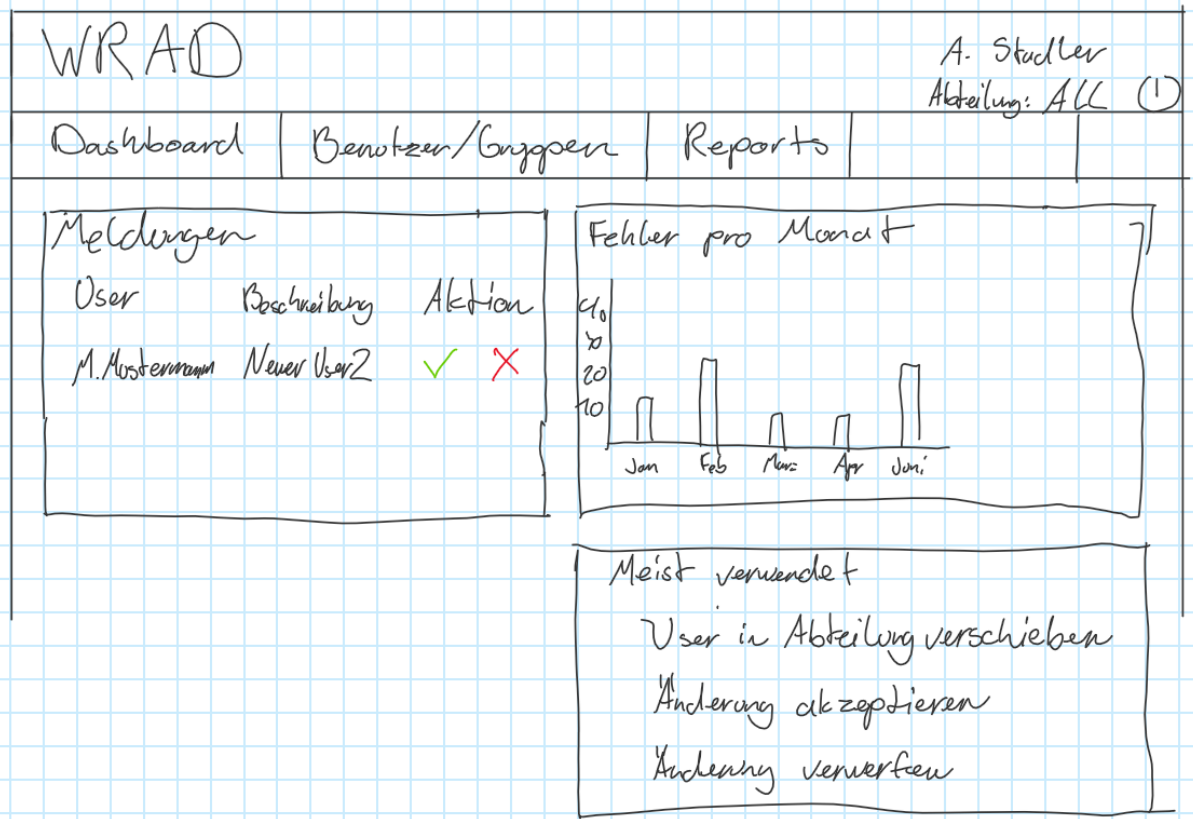 WRAD
A. Stadler
Abteilung: ALL 1
Dashboard Benutzer/Gruppen Reports
Meldungen
User Beschreibung Aktion
M. Mustermann Neuer User2 ✓ X
Fehler pro Monat
40
30
20
10
Jan Feb März Apr Juni
Meist verwendet
User in Abteilung verschieben
Änderung akzeptieren
Änderung verwerfen